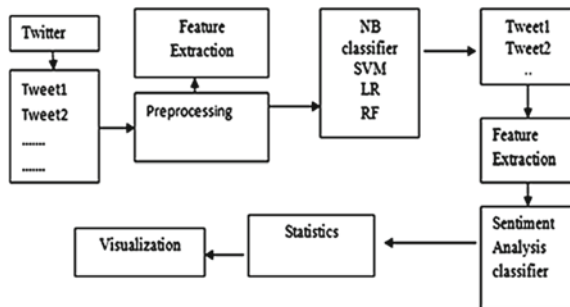 Twitter
Tweet1
Tweet2
.......
.......
Feature
Extraction
Preprocessing
NB
classifier
SVM
LR
RF
Tweet1
Tweet2
..
Feature
Extraction
Sentiment
Analysis
classifier
Statistics
Visualization